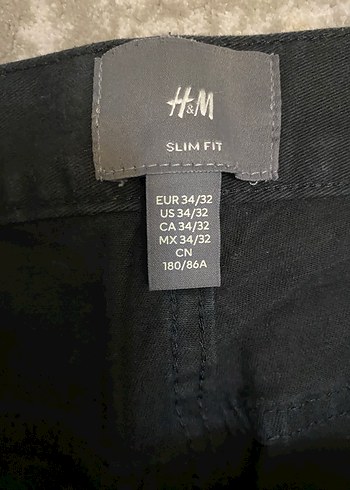 H&M
SLIM FIT
EUR 34/32
US 34/32
CA 34/32
MX 34/32
CN
180/86A